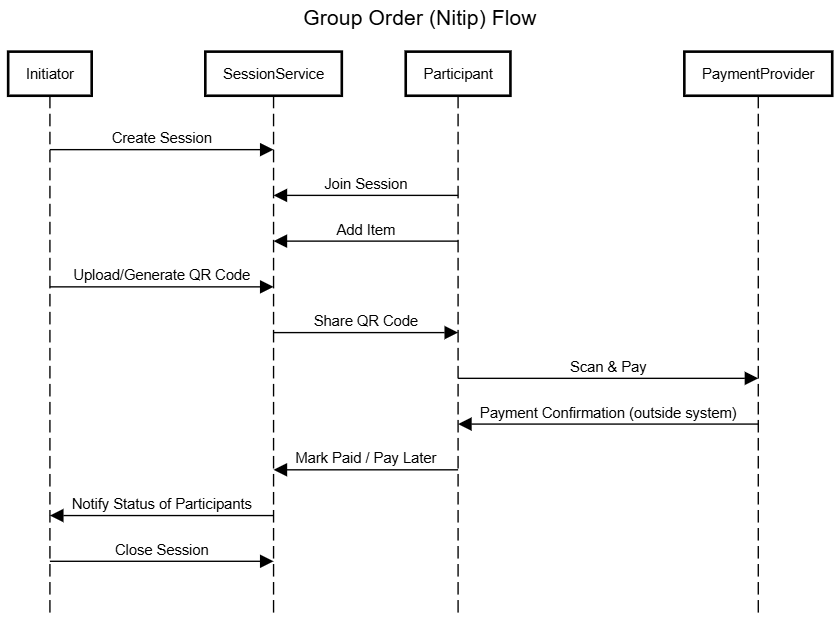 Group Order (Nitip) Flow
Initiator
SessionService
Participant
PaymentProvider
Create Session
Join Session
Add Item
Upload/Generate QR Code
Share QR Code
Scan & Pay
Payment Confirmation (outside system)
Mark Paid / Pay Later
Notify Status of Participants
Close Session